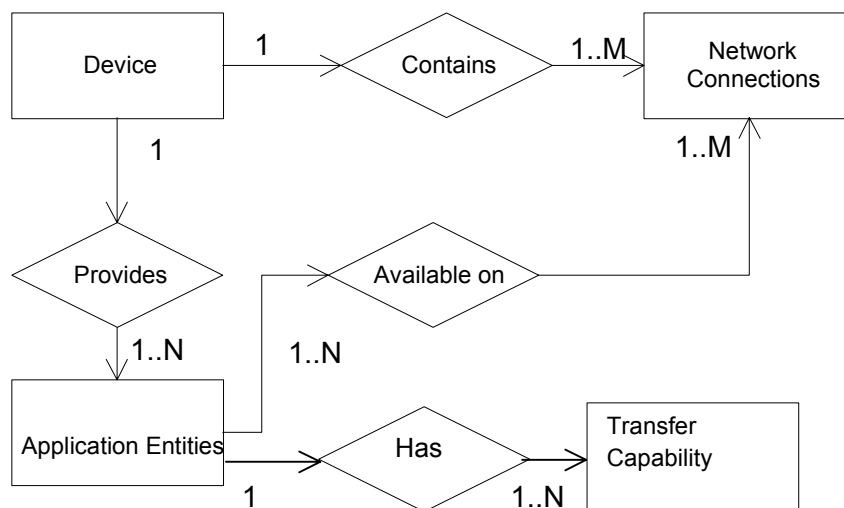 Device
1
Contains
1..M
Network
Connections
1
1..M
Provides
Available on
1..N
1..N
Application Entities
Has
Transfer
Capability
1
1..N